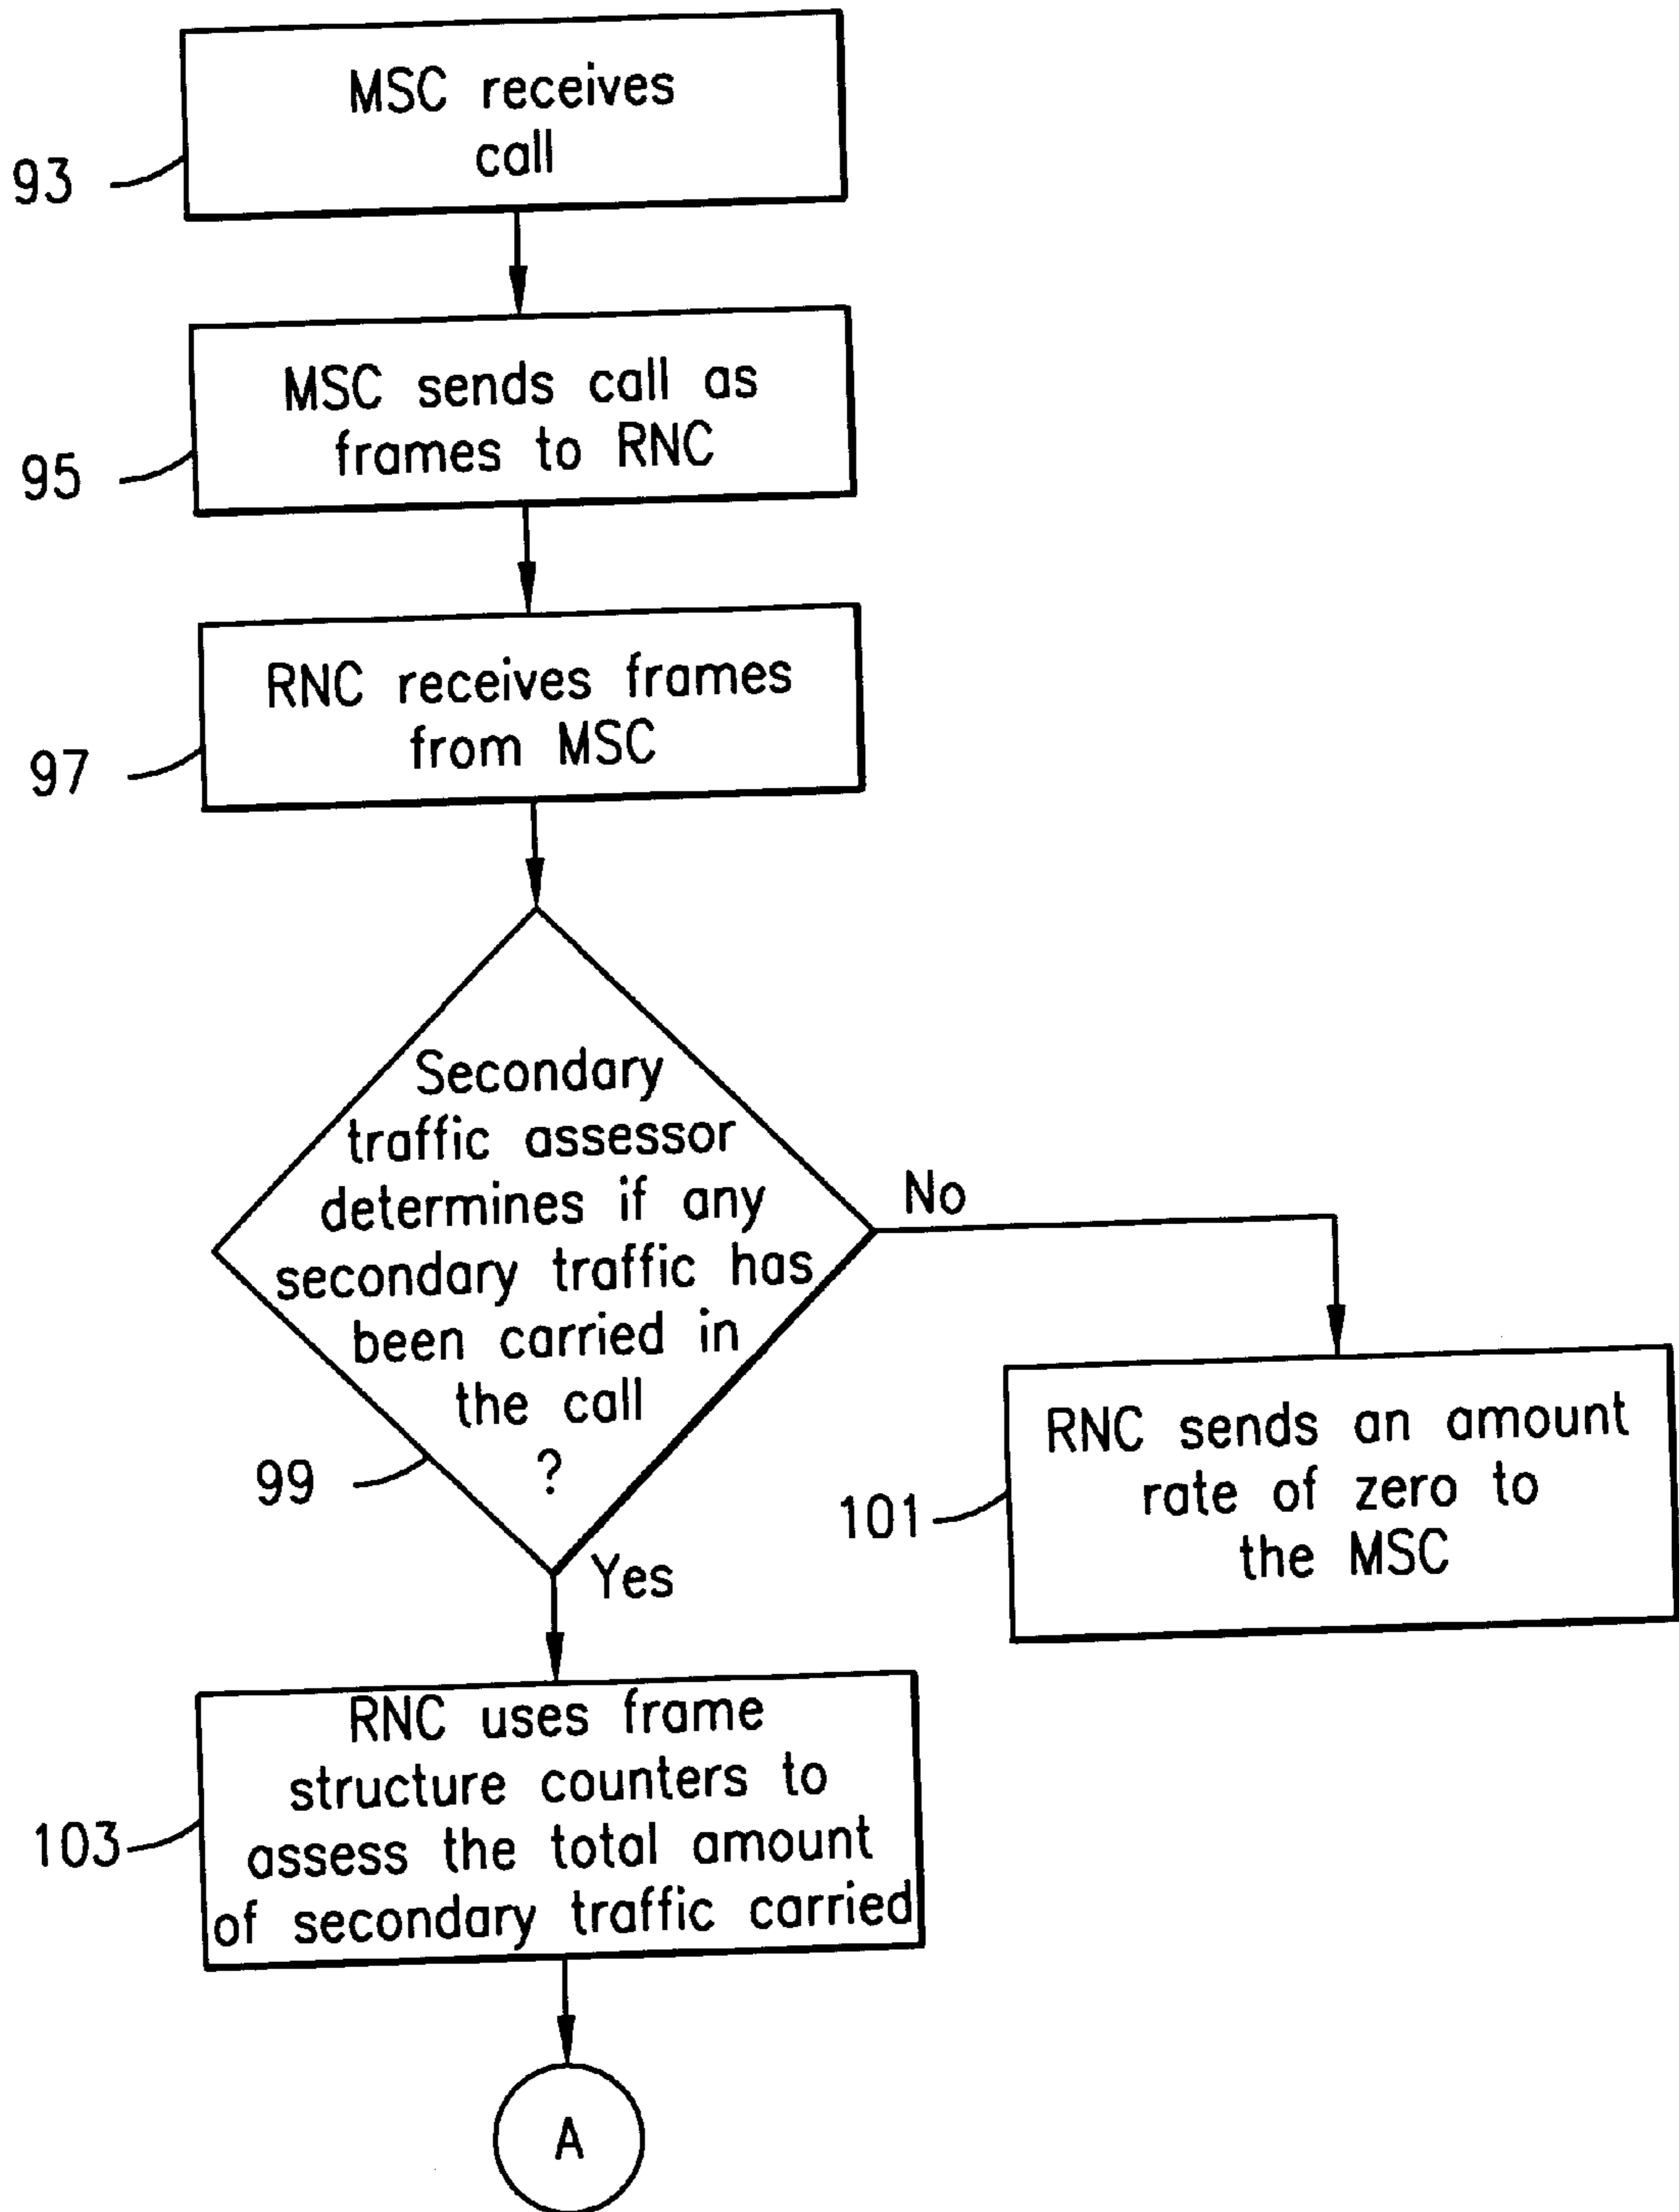 MSC receives
call
93
MSC sends call as
frames to RNC
95
RNC receives frames
from MSC
97
Secondary
traffic assessor
determines if any
secondary traffic has
been carried in
the call
?
99
No
RNC sends an amount
rate of zero to
the MSC
101
Yes
RNC uses frame
structure counters to
assess the total amount
of secondary traffic carried
103
A